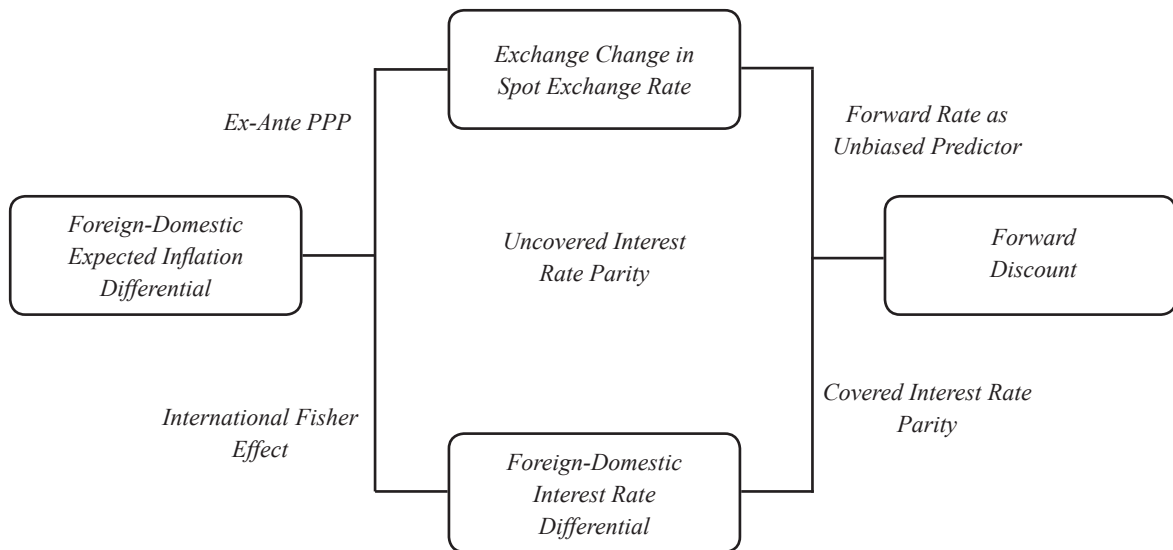 Exchange Change in
Spot Exchange Rate
Ex-Ante PPP
Forward Rate as
Unbiased Predictor
Foreign-Domestic
Expected Inflation
Differential
Uncovered Interest
Rate Parity
Forward
Discount
International Fisher
Effect
Covered Interest Rate
Parity
Foreign-Domestic
Interest Rate
Differential